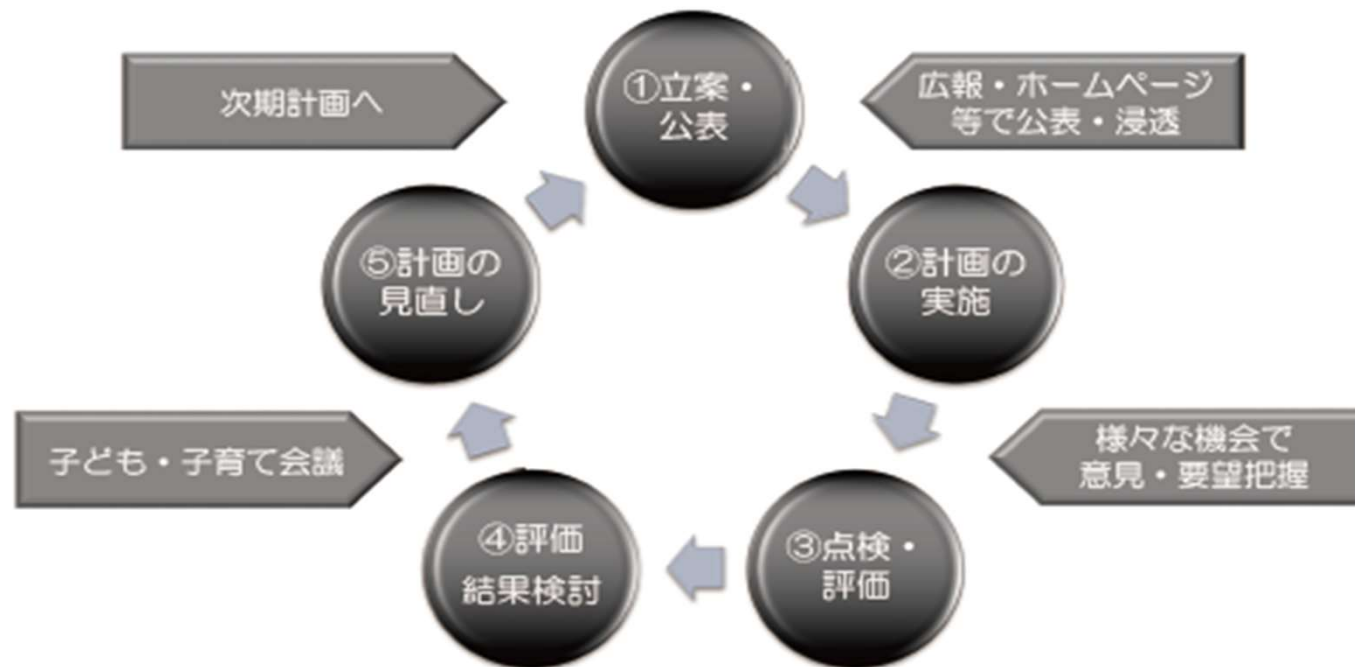 次期計画へ
①立案・
公表
広報・ホームページ
等で公表・浸透
⑤計画の
見直し
②計画の
実施
子ども・子育て会議
様々な機会で
意見・要望把握
④評価
結果検討
③点検・
評価